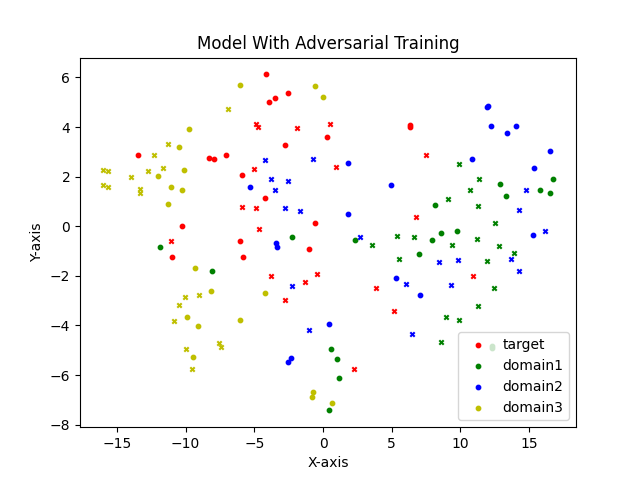 Model With Adversarial Training
Y-axis
6
4
2
0
−2
−4
−6
−8
target
domain1
domain2
domain3
−15
−10
−5
0
5
10
15
X-axis